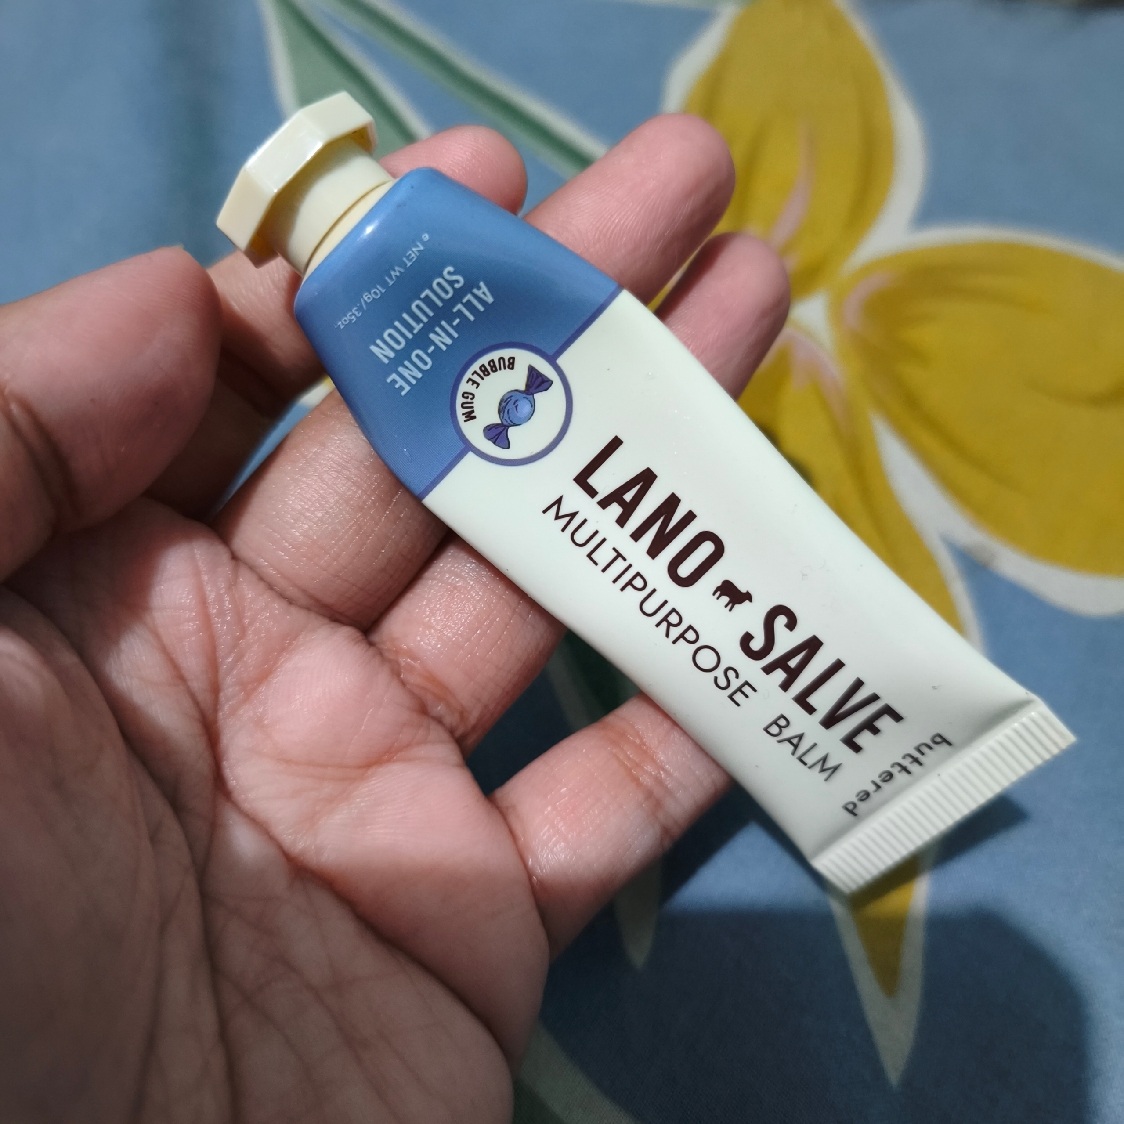 LANO SALVE
MULTIPURPOSE BALM
buttered
BUBBLE GUM
ALL-IN-ONE
SOLUTION
e NET WT 10g/.35oz.